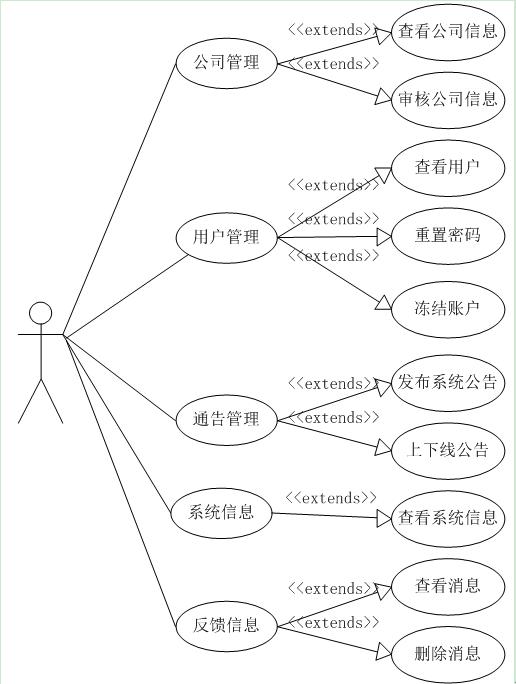 <<extends>>
查看公司信息
公司管理
<<extends>>
审核公司信息
查看用户
<<extends>>
<<extends>>
用户管理
重置密码
<<extends>>
冻结账户
<<extends>>
发布系统公告
通告管理
<<extends>>
上下线公告
<<extends>>
系统信息
查看系统信息
<<extends>>
查看消息
反馈信息
<<extends>>
删除消息